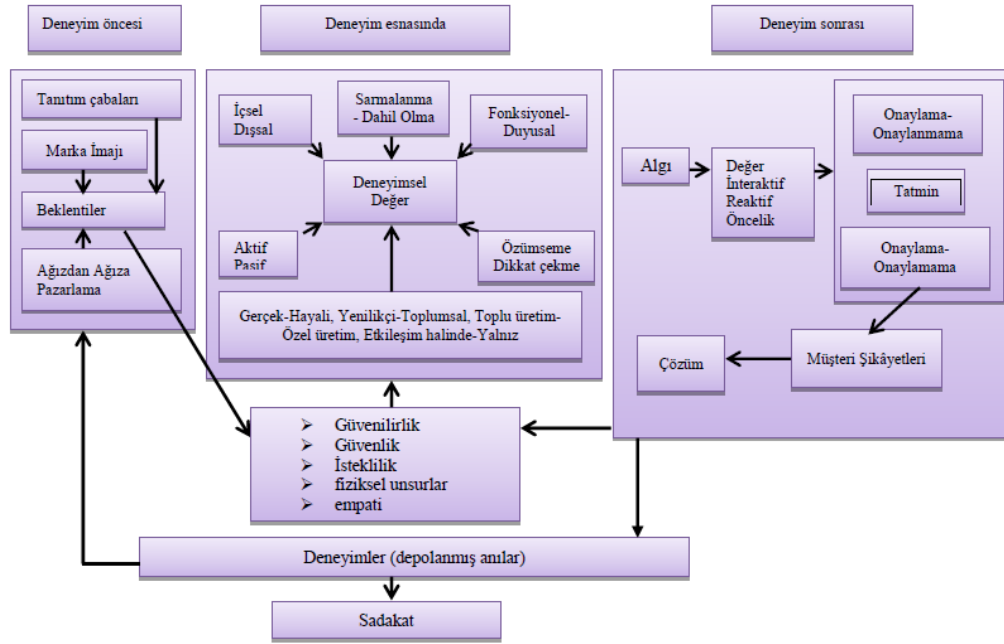 Deneyim öncesi
Deneyim esnasında
Deneyim sonrası
Tanıtım çabaları
Marka İmajı
Beklentiler
Ağızdan Ağıza
Pazarlama
İçsel
Dışsal
Sarmalanma
- Dahil Olma
Fonksiyonel-
Duyusal
Deneyimsel
Değer
Aktif
Pasif
Özümseme
Dikkat çekme
Gerçek-Hayali, Yenilikçi-Toplumsal, Toplu üretim-
Özel üretim, Etkileşim halinde-Yalnız
Algı
Değer
İnteraktif
Reaktif
Öncelik
Onaylama-
Onaylanmama
Tatmin
Onaylama-
Onaylamama
Müşteri Şikâyetleri
Çözüm
➢ Güvenilirlik
➢ Güvenlik
➢ İsteklilik
➢ fiziksel unsurlar
➢ empati
Deneyimler (depolanmış anılar)
Sadakat